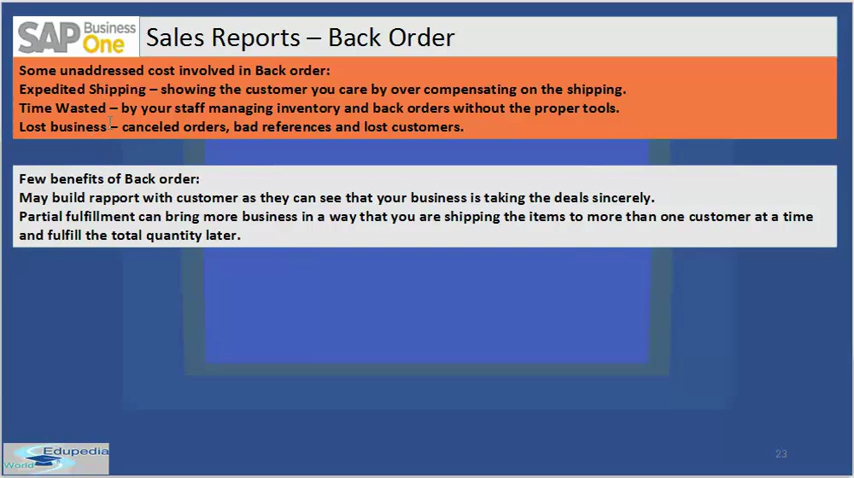 SAP Business One
Sales Reports – Back Order
Some unaddressed cost involved in Back order:
Expedited Shipping – showing the customer you care by over compensating on the shipping.
Time Wasted – by your staff managing inventory and back orders without the proper tools.
Lost business – canceled orders, bad references and lost customers.
Few benefits of Back order:
May build rapport with customer as they can see that your business is taking the deals sincerely.
Partial fulfillment can bring more business in a way that you are shipping the items to more than one customer at a time
and fulfill the total quantity later.
Edupedia
World
23